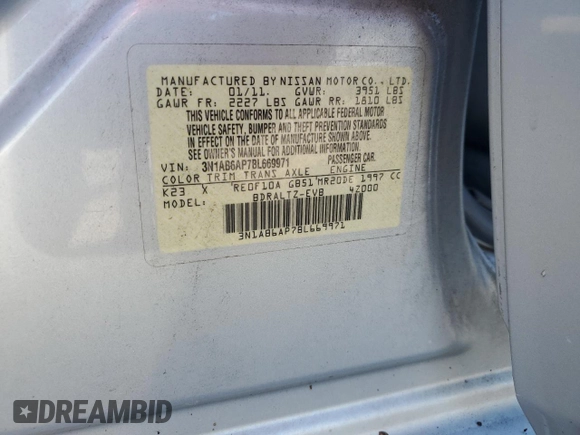 MANUFACTURED BY NISSAN MOTOR CO., LTD.
DATE: 01/11. GVWR: 3951 LBS
GAWR FR: 2227 LBS GAWR RR: 1810 LBS
THIS VEHICLE CONFORMS TO ALL APPLICABLE FEDERAL MOTOR
VEHICLE SAFETY, BUMPER AND THEFT PREVENTION STANDARDS
IN EFFECT ON THE DATE OF MANUFACTURE SHOWN ABOVE.
SEE OWNER'S MANUAL FOR ADDITIONAL INFORMATION.
VIN: 3N1AB6AP7BL669971 PASSENGER CAR.
COLOR TRIM TRANS AXLE ENGINE
K23 X RE0F10A GB51 MR20DE 1997 CC
MODEL: BDRALTZ-EVB 4Z000
3N1AB6AP7BL669971
DREAMBID